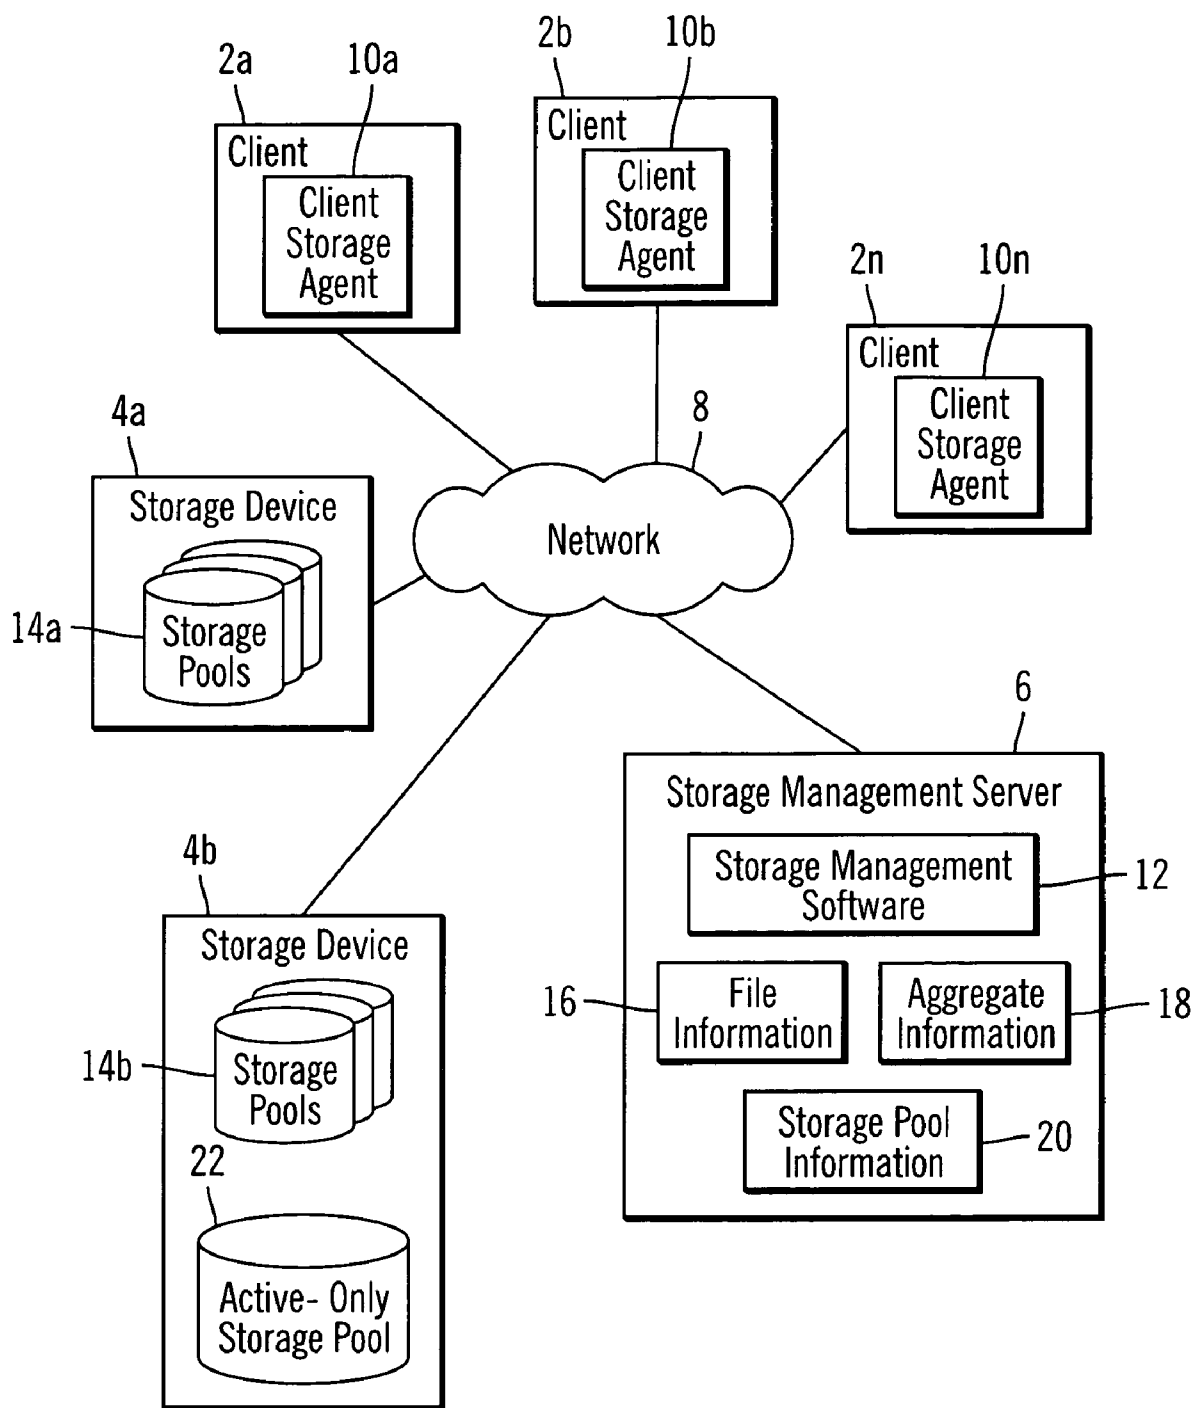 2a
10a
2b
10b
Client
Client
Storage
Agent
Client
Client
Storage
Agent
2n
10n
Client
Client
Storage
Agent
8
Network
4a
Storage Device
14a
Storage
Pools
6
Storage Management Server
Storage Management
Software
12
16
File
Information
Aggregate
Information
18
Storage Pool
Information
20
4b
Storage Device
14b
Storage
Pools
22
Active- Only
Storage Pool